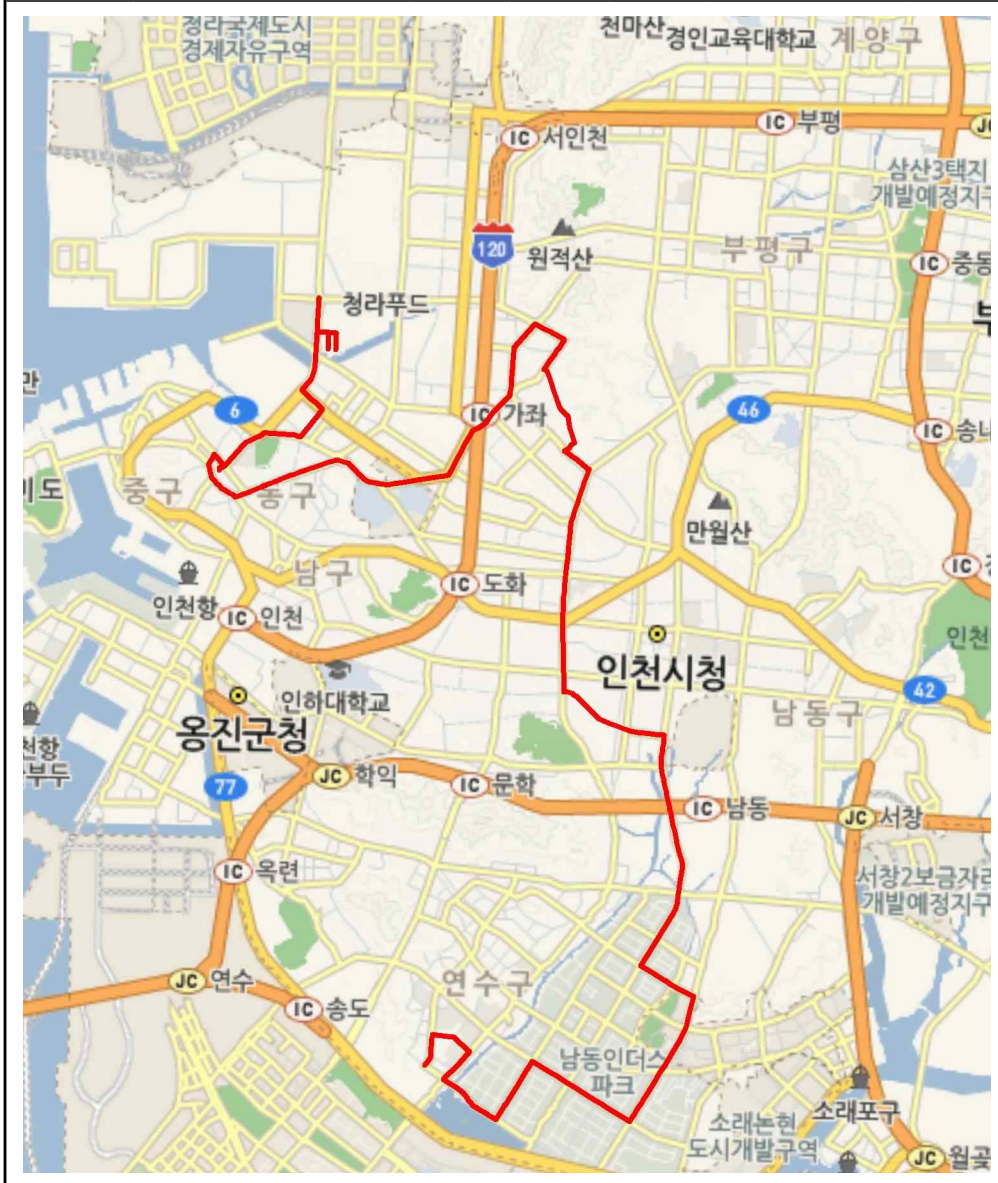 청라국제도시
경제자유구역
천마산
경인교육대학교
계양구
IC 서인천
IC 부평
삼산3택지
개발예정지구
120
원적산
부평구
IC 중동
청라푸드
6
IC 가좌
46
IC 송내
중구
동구
만월산
남구
IC 도화
인천항
IC 인천
인천시청
인천
인하대학교
옹진군청
42
남동구
77
JC 학익
IC 문학
IC 남동
JC 서창
IC 옥련
서창2보금자리
개발예정지구
JC 연수
연수구
IC 송도
남동인더스
파크
소래포구
소래논현
도시개발구역
JC 월곶